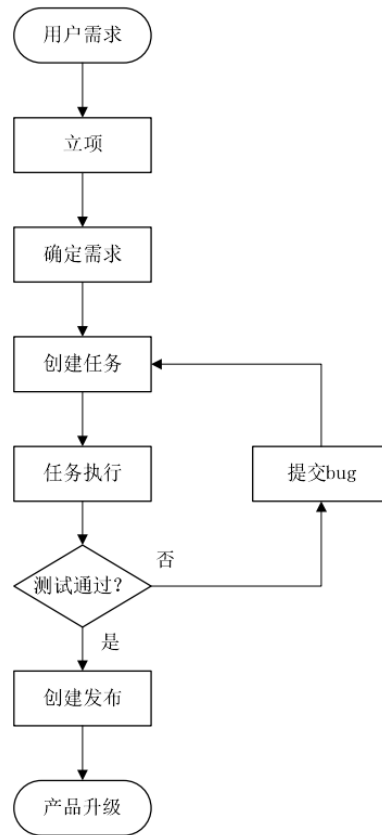 用户需求
立项
确定需求
创建任务
任务执行
提交bug
测试通过？
否
是
创建发布
产品升级